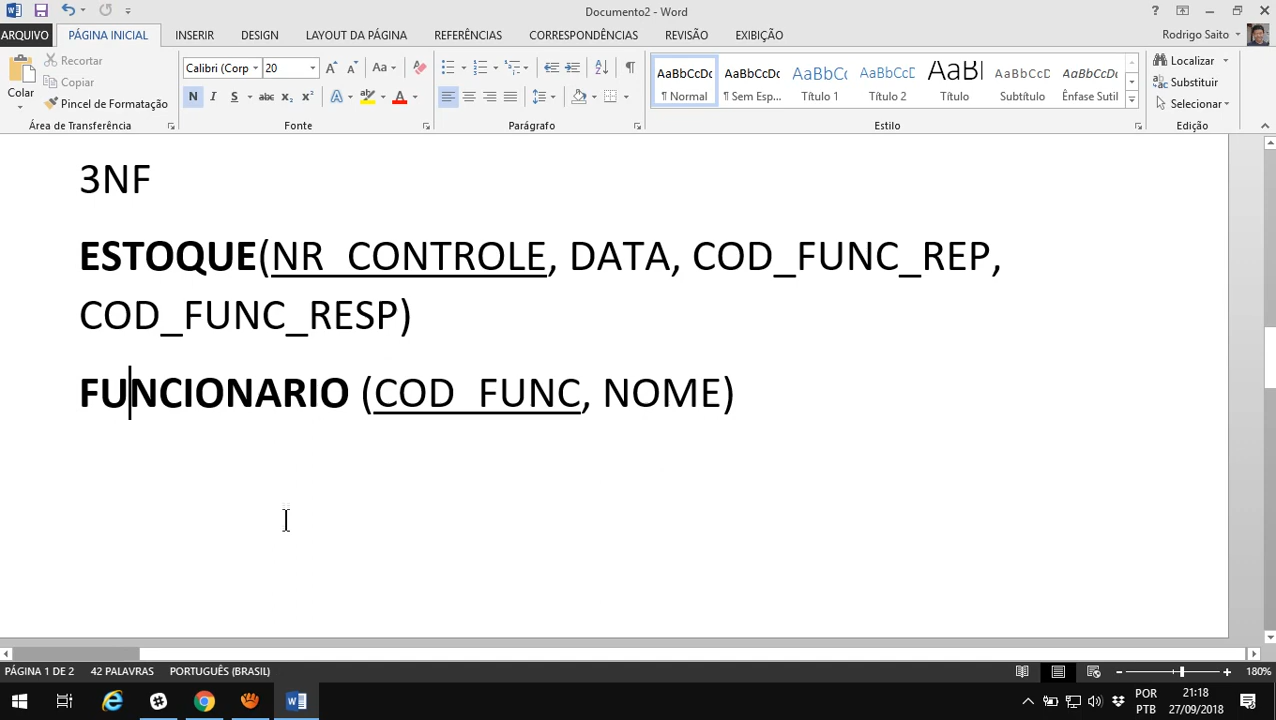 Documento2 - Word
ARQUIVO PÁGINA INICIAL INSERIR DESIGN LAYOUT DA PÁGINA REFERÊNCIAS CORRESPONDÊNCIAS REVISÃO EXIBIÇÃO Rodrigo Saito
Colar
Recortar
Copiar
Pincel de Formatação
Área de Transferência
Calibri (Corp 20
Fonte
Parágrafo
AaBbCcDc AaBbCcDc AaBbCc AaBbCcC AaBI AaBbCcC AaBbCcDc
¶ Normal ¶ Sem Esp... Título 1 Título 2 Título Subtítulo Ênfase Sutil
Estilo
Localizar
Substituir
Selecionar
Edição
3NF
ESTOQUE(NR_CONTROLE, DATA, COD_FUNC_REP,
COD_FUNC_RESP)
FUNCIONARIO (COD_FUNC, NOME)
PÁGINA 1 DE 2 42 PALAVRAS PORTUGUÊS (BRASIL) 180%
POR
PTB
21:18
27/09/2018